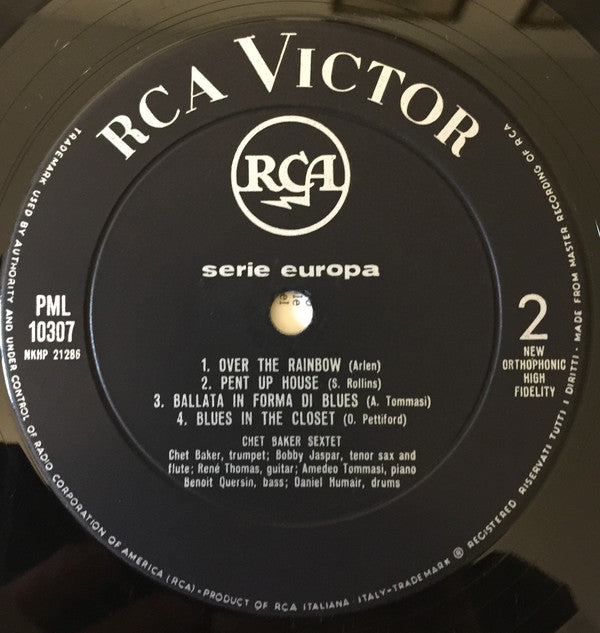 RCA VICTOR
RCA
serie europa
PML
10307
NKHP 21286
2
NEW
ORTHOPHONIC
HIGH
FIDELITY
1. OVER THE RAINBOW (Arlen)
2. PENT UP HOUSE (S. Rollins)
3. BALLATA IN FORMA DI BLUES (A. Tommasi)
4. BLUES IN THE CLOSET (O. Pettiford)
CHET BAKER SEXTET
Chet Baker, trumpet; Bobby Jaspar, tenor sax and
flute; René Thomas, guitar; Amedeo Tommasi, piano
Benoit Quersin, bass; Daniel Humair, drums
TRADEMARK USED BY AUTHORITY AND UNDER CONTROL OF RADIO CORPORATION OF AMERICA (RCA)-PRODUCT OF RCA ITALIANA, ITALY-TRADEMARK ® REGISTERED
RISERVATI TUTTI I DIRITTI - MADE FROM MASTER RECORDING OF RCA